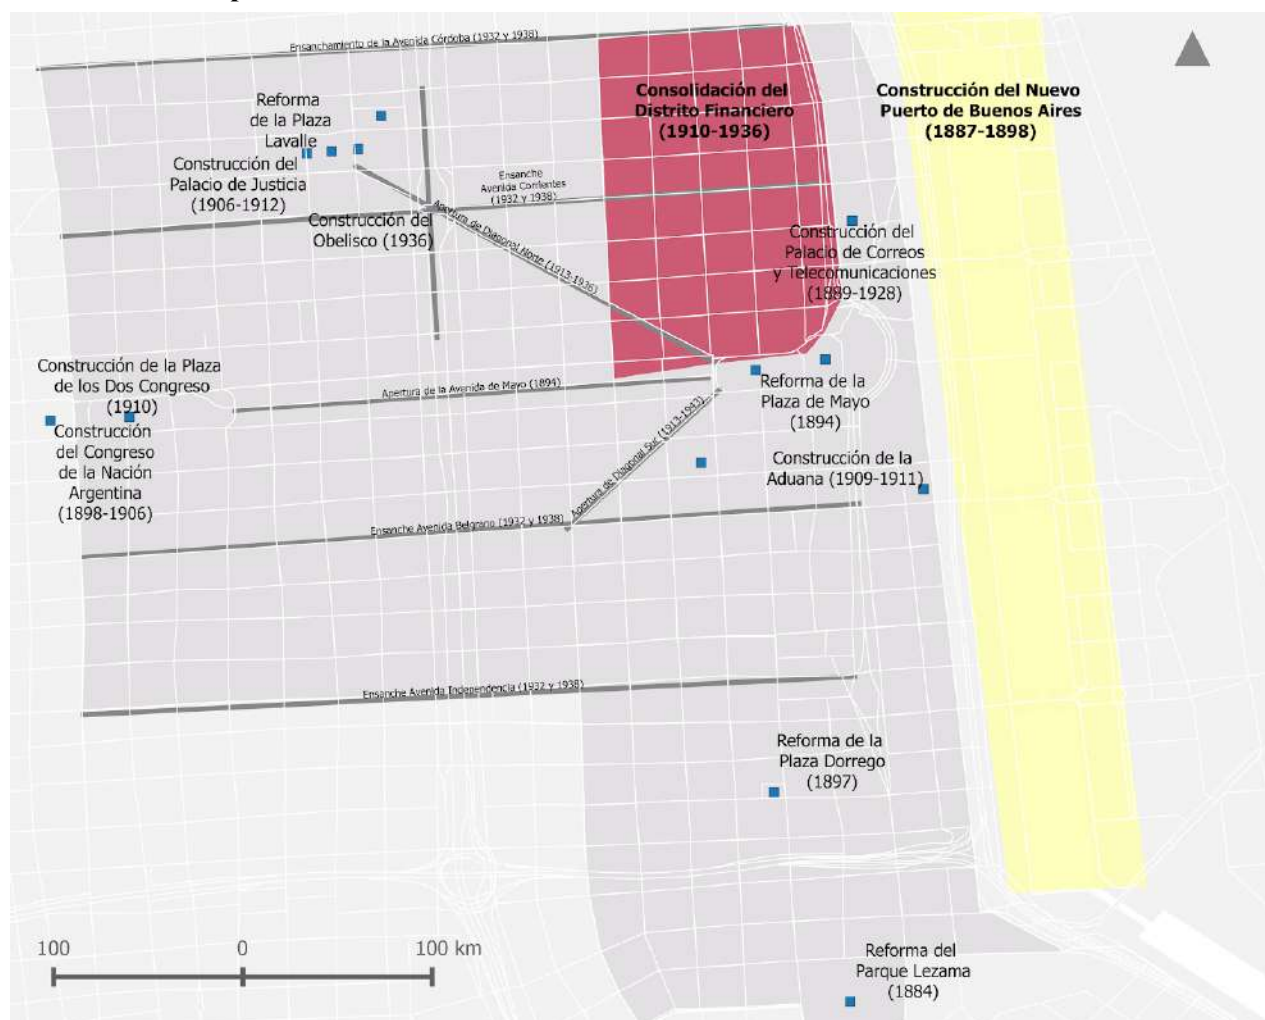 Ensanchamiento de la Avenida Córdoba (1932 y 1938)
Reforma
de la Plaza
Lavalle
Construcción del
Palacio de Justicia
(1906-1912)
Construcción del
Obelisco (1936)
Ensanche
Avenida Corrientes
(1932 y 1938)
Apertura de Diagonal Norte (1913-1936)
Consolidación del
Distrito Financiero
(1910-1936)
Construcción del Nuevo
Puerto de Buenos Aires
(1887-1898)
Construcción del
Palacio de Correos
y Telecomunicaciones
(1889-1928)
Construcción de la Plaza
de los Dos Congreso
(1910)
Construcción
del Congreso
de la Nación
Argentina
(1898-1906)
Apertura de la Avenida de Mayo (1894)
Reforma de la
Plaza de Mayo
(1894)
Apertura de Diagonal Sur (1913-1943)
Construcción de la
Aduana (1909-1911)
Ensanche Avenida Belgrano (1932 y 1938)
Ensanche Avenida Independencia (1932 y 1938)
Reforma de la
Plaza Dorrego
(1897)
Reforma del
Parque Lezama
(1884)
100 0 100 km